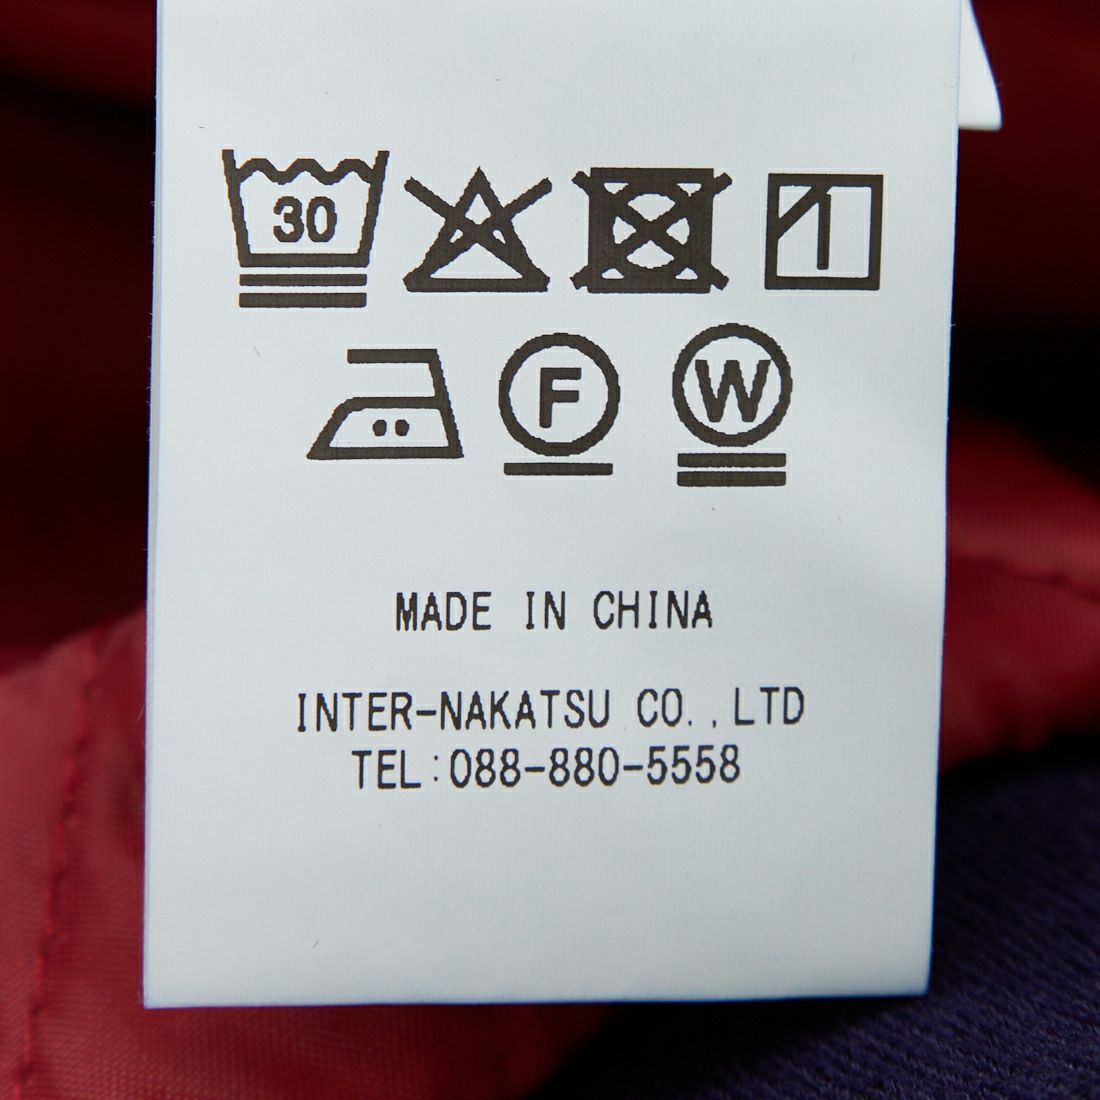 30
F W
MADE IN CHINA
INTER-NAKATSU CO.,LTD
TEL:088-880-5558